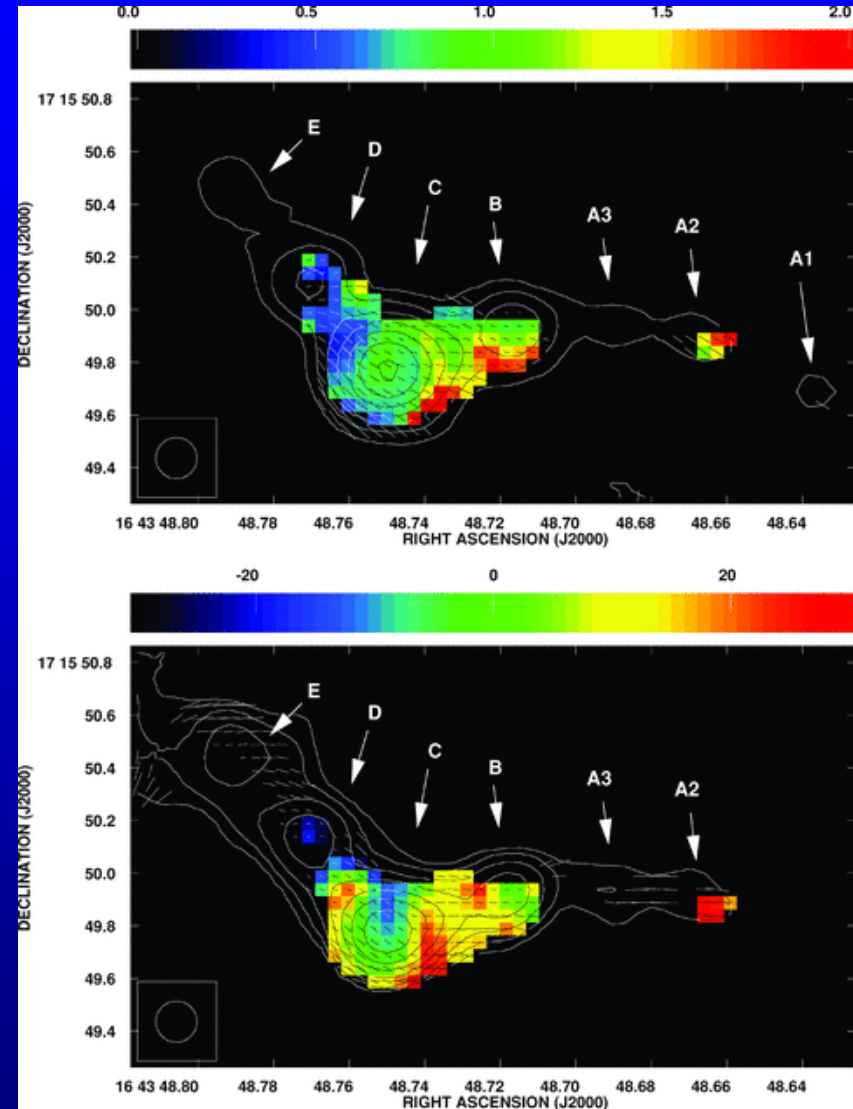 0.0 0.5 1.0 1.5 2.0
17 15 50.8
50.6
50.4
50.2
50.0
49.8
49.6
49.4
DECLINATION (J2000)
E
D
C
B
A3
A2
A1
16 43 48.80 48.78 48.76 48.74 48.72 48.70 48.68 48.66 48.64
RIGHT ASCENSION (J2000)
-20 0 20
17 15 50.8
50.6
50.4
50.2
50.0
49.8
49.6
49.4
DECLINATION (J2000)
E
D
C
B
A3
A2
16 43 48.80 48.78 48.76 48.74 48.72 48.70 48.68 48.66 48.64
RIGHT ASCENSION (J2000)